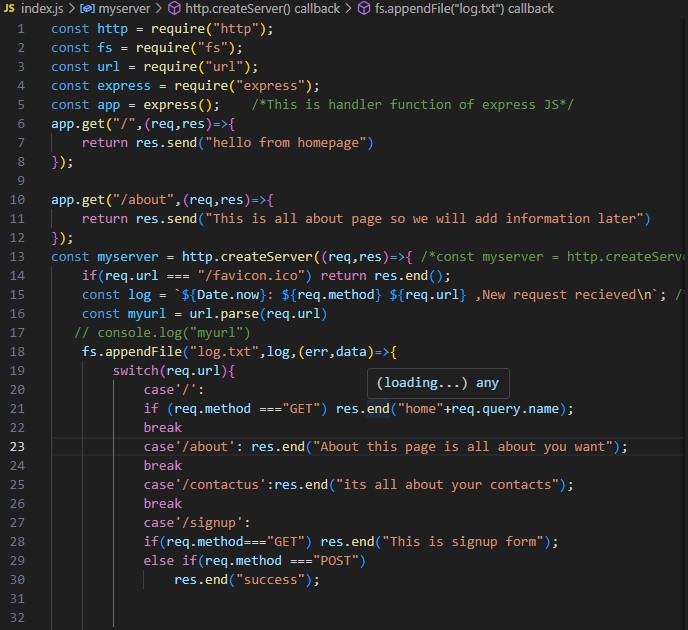 JS index.js > myserver > http.createServer() callback > fs.appendFile("log.txt") callback
1 const http = require("http");
2 const fs = require("fs");
3 const url = require("url");
4 const express = require("express");
5 const app = express(); /*This is handler function of express JS*/
6 app.get("/",(req,res)=>{
7 return res.send("hello from homepage")
8 });
9
10 app.get("/about",(req,res)=>{
11 return res.send("This is all about page so we will add information later")
12 });
13 const myserver = http.createServer((req,res)=>{ /*const myserver = http.createServ
14 if(req.url === "/favicon.ico") return res.end();
15 const log = `${Date.now}: ${req.method} ${req.url} ,New request recieved\n`; /*
16 const myurl = url.parse(req.url)
17 // console.log("myurl")
18 fs.appendFile("log.txt",log,(err,data)=>{
19 switch(req.url){
(loading...) any
20 case'/':
21 if (req.method ==="GET") res.end("home"+req.query.name);
22 break
23 case'/about': res.end("About this page is all about you want");
24 break
25 case'/contactus':res.end("its all about your contacts");
26 break
27 case'/signup':
28 if(req.method==="GET") res.end("This is signup form");
29 else if(req.method ==="POST")
30 res.end("success");
31
32